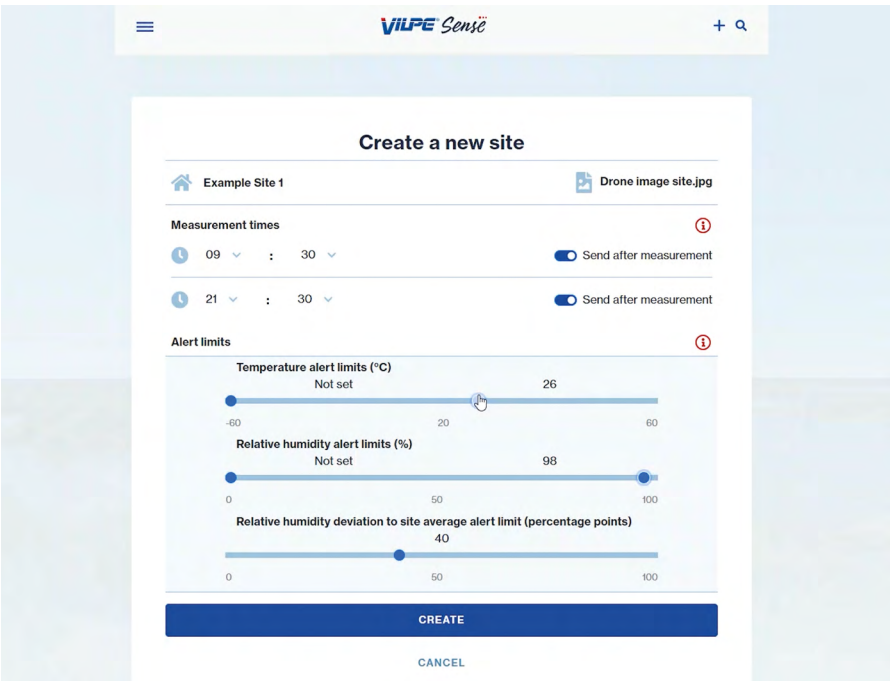 VILPE Sense
Create a new site
Example Site 1
Drone image site.jpg
Measurement times
09 : 30
Send after measurement
21 : 30
Send after measurement
Alert limits
Temperature alert limits (°C)
Not set 26
-60 20 60
Relative humidity alert limits (%)
Not set 98
0 50 100
Relative humidity deviation to site average alert limit (percentage points)
40
0 50 100
CREATE
CANCEL